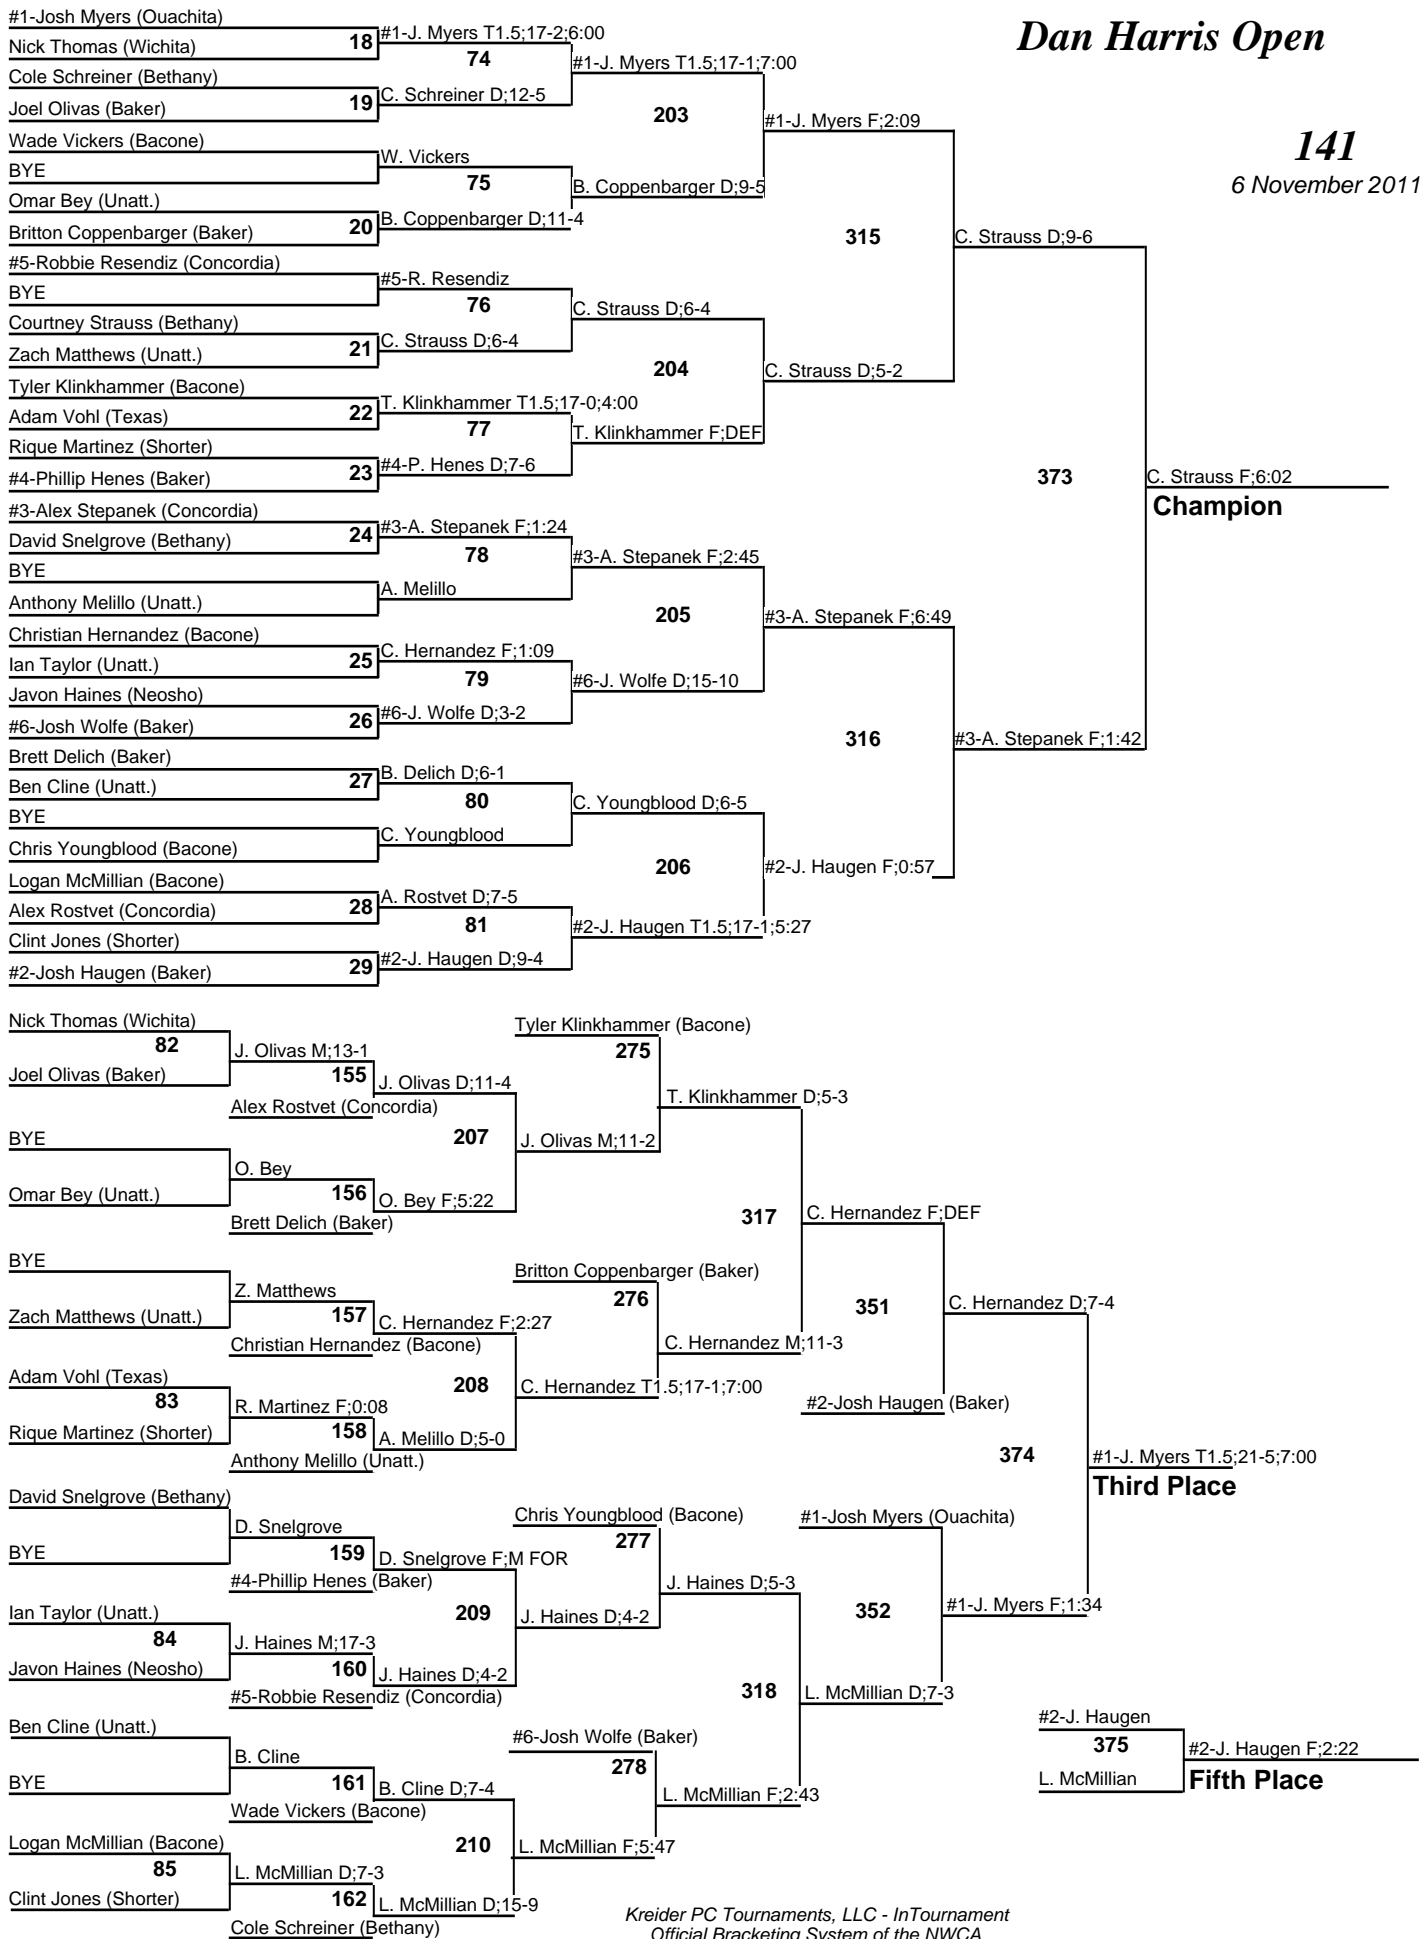 Dan Harris Open
141
6 November 2011
#1-Josh Myers (Ouachita)
Nick Thomas (Wichita)
18
Cole Schreiner (Bethany)
Joel Olivas (Baker)
19
Wade Vickers (Bacone)
BYE
Omar Bey (Unatt.)
Britton Coppenbarger (Baker)
20
#5-Robbie Resendiz (Concordia)
BYE
Courtney Strauss (Bethany)
Zach Matthews (Unatt.)
21
Tyler Klinkhammer (Bacone)
Adam Vohl (Texas)
22
Rique Martinez (Shorter)
#4-Phillip Henes (Baker)
23
#3-Alex Stepanek (Concordia)
David Snelgrove (Bethany)
24
BYE
Anthony Melillo (Unatt.)
Christian Hernandez (Bacone)
Ian Taylor (Unatt.)
25
Javon Haines (Neosho)
#6-Josh Wolfe (Baker)
26
Brett Delich (Baker)
Ben Cline (Unatt.)
27
BYE
Chris Youngblood (Bacone)
Logan McMillian (Bacone)
Alex Rostvet (Concordia)
28
Clint Jones (Shorter)
#2-Josh Haugen (Baker)
29
#1-J. Myers T1.5;17-2;6:00
74
C. Schreiner D;12-5
W. Vickers
75
B. Coppenbarger D;11-4
#5-R. Resendiz
76
C. Strauss D;6-4
T. Klinkhammer T1.5;17-0;4:00
77
#4-P. Henes D;7-6
#3-A. Stepanek F;1:24
78
A. Melillo
C. Hernandez F;1:09
79
#6-J. Wolfe D;3-2
B. Delich D;6-1
80
C. Youngblood
A. Rostvet D;7-5
81
#2-J. Haugen D;9-4
#1-J. Myers T1.5;17-1;7:00
203
B. Coppenbarger D;9-5
C. Strauss D;6-4
204
T. Klinkhammer F;DEF
#3-A. Stepanek F;2:45
205
#6-J. Wolfe D;15-10
C. Youngblood D;6-5
206
#2-J. Haugen T1.5;17-1;5:27
#1-J. Myers F;2:09
315
C. Strauss D;5-2
#3-A. Stepanek F;6:49
316
#2-J. Haugen F;0:57
C. Strauss D;9-6
373
#3-A. Stepanek F;1:42
C. Strauss F;6:02
Champion
Nick Thomas (Wichita)
82
Joel Olivas (Baker)
BYE
Omar Bey (Unatt.)
BYE
Zach Matthews (Unatt.)
Adam Vohl (Texas)
83
Rique Martinez (Shorter)
David Snelgrove (Bethany)
BYE
Ian Taylor (Unatt.)
84
Javon Haines (Neosho)
Ben Cline (Unatt.)
BYE
Logan McMillian (Bacone)
85
Clint Jones (Shorter)
J. Olivas M;13-1
155
Alex Rostvet (Concordia)
O. Bey
156
Brett Delich (Baker)
Z. Matthews
157
Christian Hernandez (Bacone)
R. Martinez F;0:08
158
Anthony Melillo (Unatt.)
D. Snelgrove
159
#4-Phillip Henes (Baker)
J. Haines M;17-3
160
#5-Robbie Resendiz (Concordia)
B. Cline
161
Wade Vickers (Bacone)
L. McMillian D;7-3
162
Cole Schreiner (Bethany)
J. Olivas D;11-4
207
O. Bey F;5:22
C. Hernandez F;2:27
208
A. Melillo D;5-0
D. Snelgrove F;M FOR
209
J. Haines D;4-2
B. Cline D;7-4
210
L. McMillian D;15-9
Tyler Klinkhammer (Bacone)
275
J. Olivas M;11-2
Britton Coppenbarger (Baker)
276
C. Hernandez T1.5;17-1;7:00
Chris Youngblood (Bacone)
277
J. Haines D;4-2
#6-Josh Wolfe (Baker)
278
L. McMillian F;5:47
T. Klinkhammer D;5-3
317
C. Hernandez M;11-3
J. Haines D;5-3
318
L. McMillian F;2:43
C. Hernandez F;DEF
351
#2-Josh Haugen (Baker)
#1-Josh Myers (Ouachita)
352
L. McMillian D;7-3
C. Hernandez D;7-4
374
#1-J. Myers F;1:34
#1-J. Myers T1.5;21-5;7:00
Third Place
#2-J. Haugen
375
L. McMillian
#2-J. Haugen F;2:22
Fifth Place
Kreider PC Tournaments, LLC - InTournament
Official Bracketing System of the NWCA